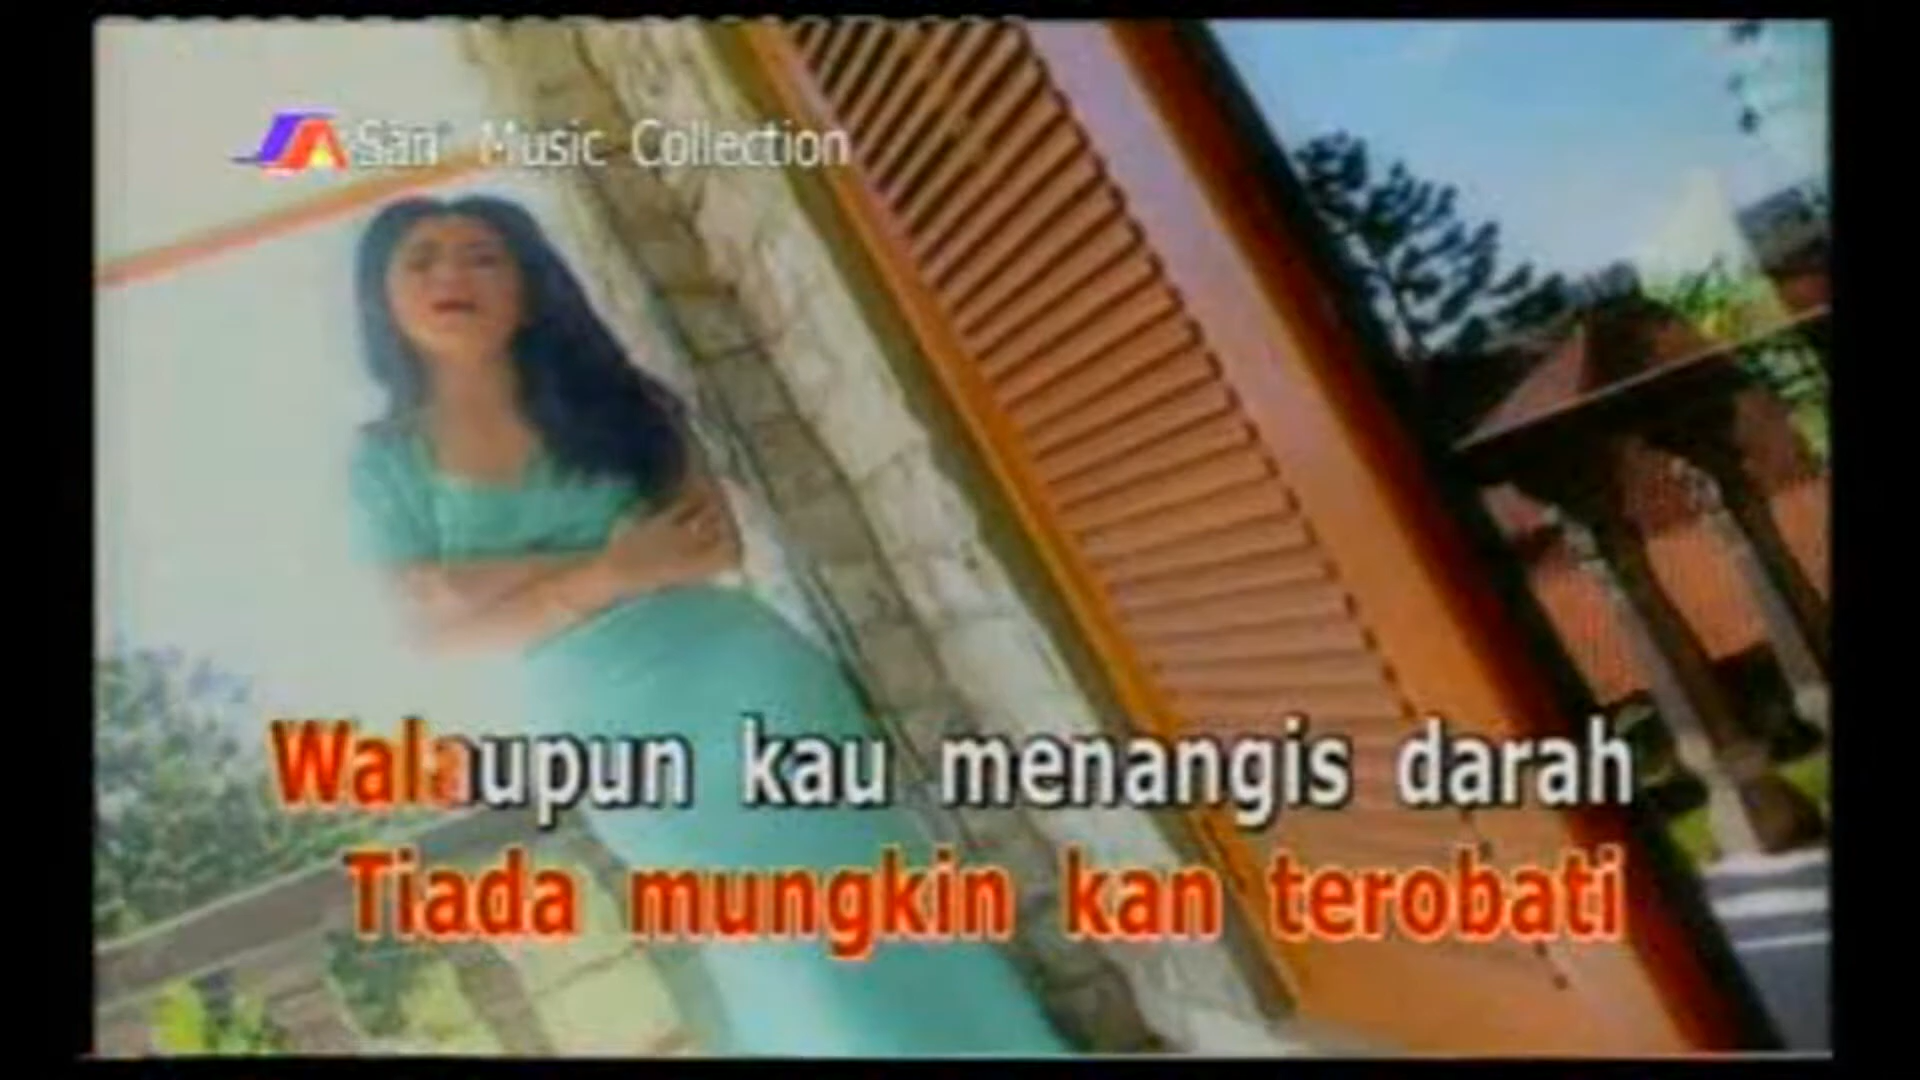 Sani Music Collection
Walaupun kau menangis darah
Tiada mungkin kan terobati